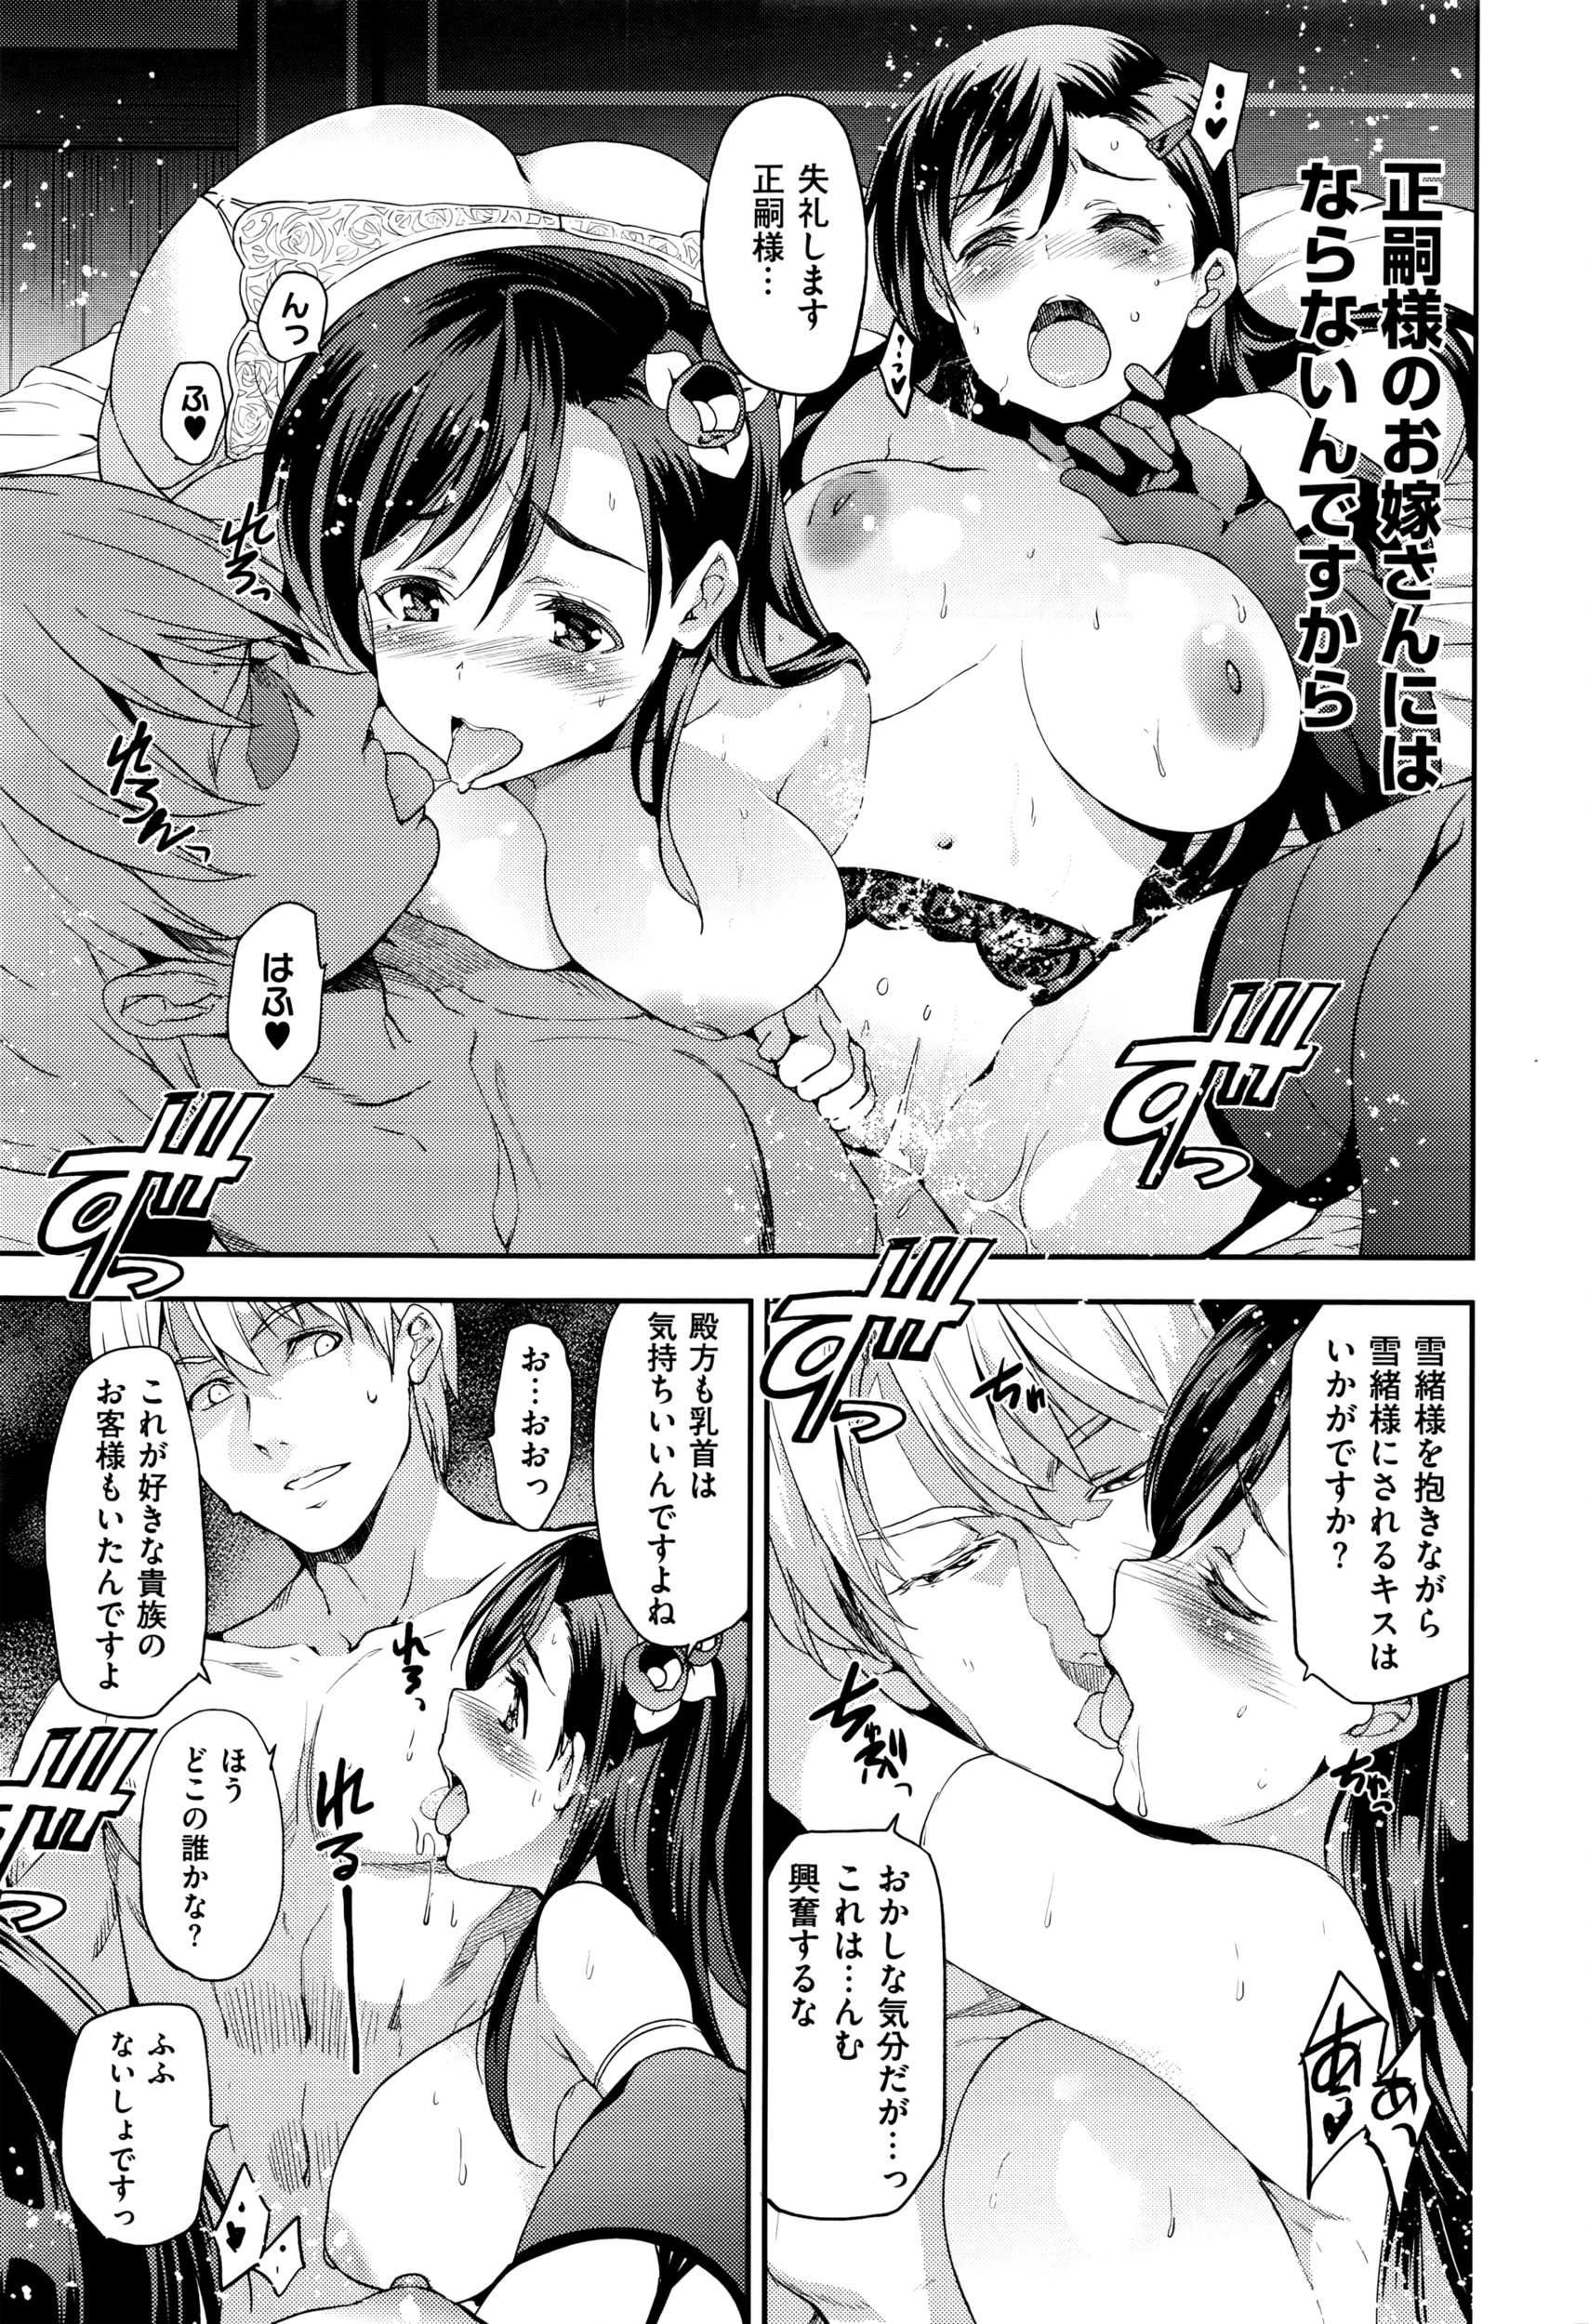 正嗣様のお嫁さんには
ならないんですから
…♥
失礼します
正嗣様…
…♥
んっ
ふ♥
れろっ
れろんっ
はふ♥
ずずっ
ずずっ
ずずっ
雪緒様を抱きながら
雪緒様にされるキスは
いかがですか？
ちゅっ
ちゅっ
おかしな気分だが…っ
これは…んむ
興奮するな
あぁっ
あ♥
殿方も乳首は
気持ちいいんですよね
お…おおっ
これが好きな貴族の
お客様もいたんですよ
れろっ
れるー
ほう
どこの誰かな？
ふふ
ないしょですっ